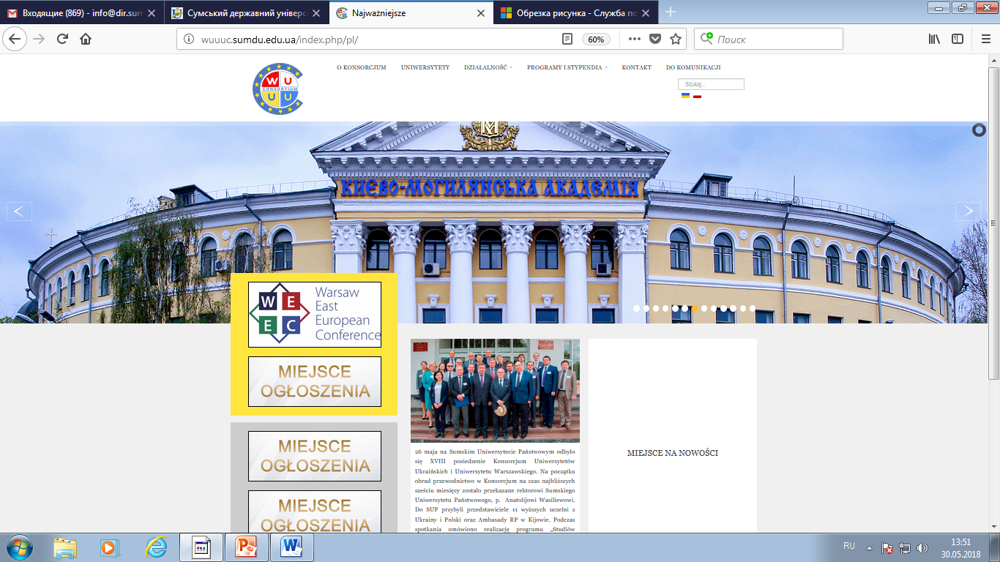 Входящие (869) - info@dir.sum
Сумський державний універс
Najważniejsze
Обрезка рисунка - Служба по
wuuuc.sumdu.edu.ua/index.php/pl/
60%
Поиск
W U
CONSORTIUM
U U
O KONSORCJUM
UNIWERSYTETY
DZIAŁALNOŚĆ
PROGRAMY I STYPENDIA
KONTAKT
DO KOMUNIKACJI
Szukaj...
КИЄВО-МОГИЛЯНСЬКА АКАДЕМІЯ
W E
E C
Warsaw
East
European
Conference
MIEJSCE
OGŁOSZENIA
MIEJSCE
OGŁOSZENIA
MIEJSCE
OGŁOSZENIA
26 maja na Sumskim Uniwersytecie Państwowym odbyło
się XVIII posiedzenie Konsorcjum Uniwersytetów
Ukraińskich i Uniwersytetu Warszawskiego. Na początku
obrad przewodnictwo w Konsorcjum na czas najbliższych
sześciu miesięcy zostało przekazane rektorowi Sumskiego
Uniwersytetu Państwowego, p. Anatolijowi Wasiliewowi.
Do SUP przybyli przedstawiciele 11 wyższych uczelni z
Ukrainy i Polski oraz Ambasady RP w Kijowie. Podczas
spotkania omówiono realizację programu „Studiów
MIEJSCE NA NOWOŚCI
RU
13:51
30.05.2018